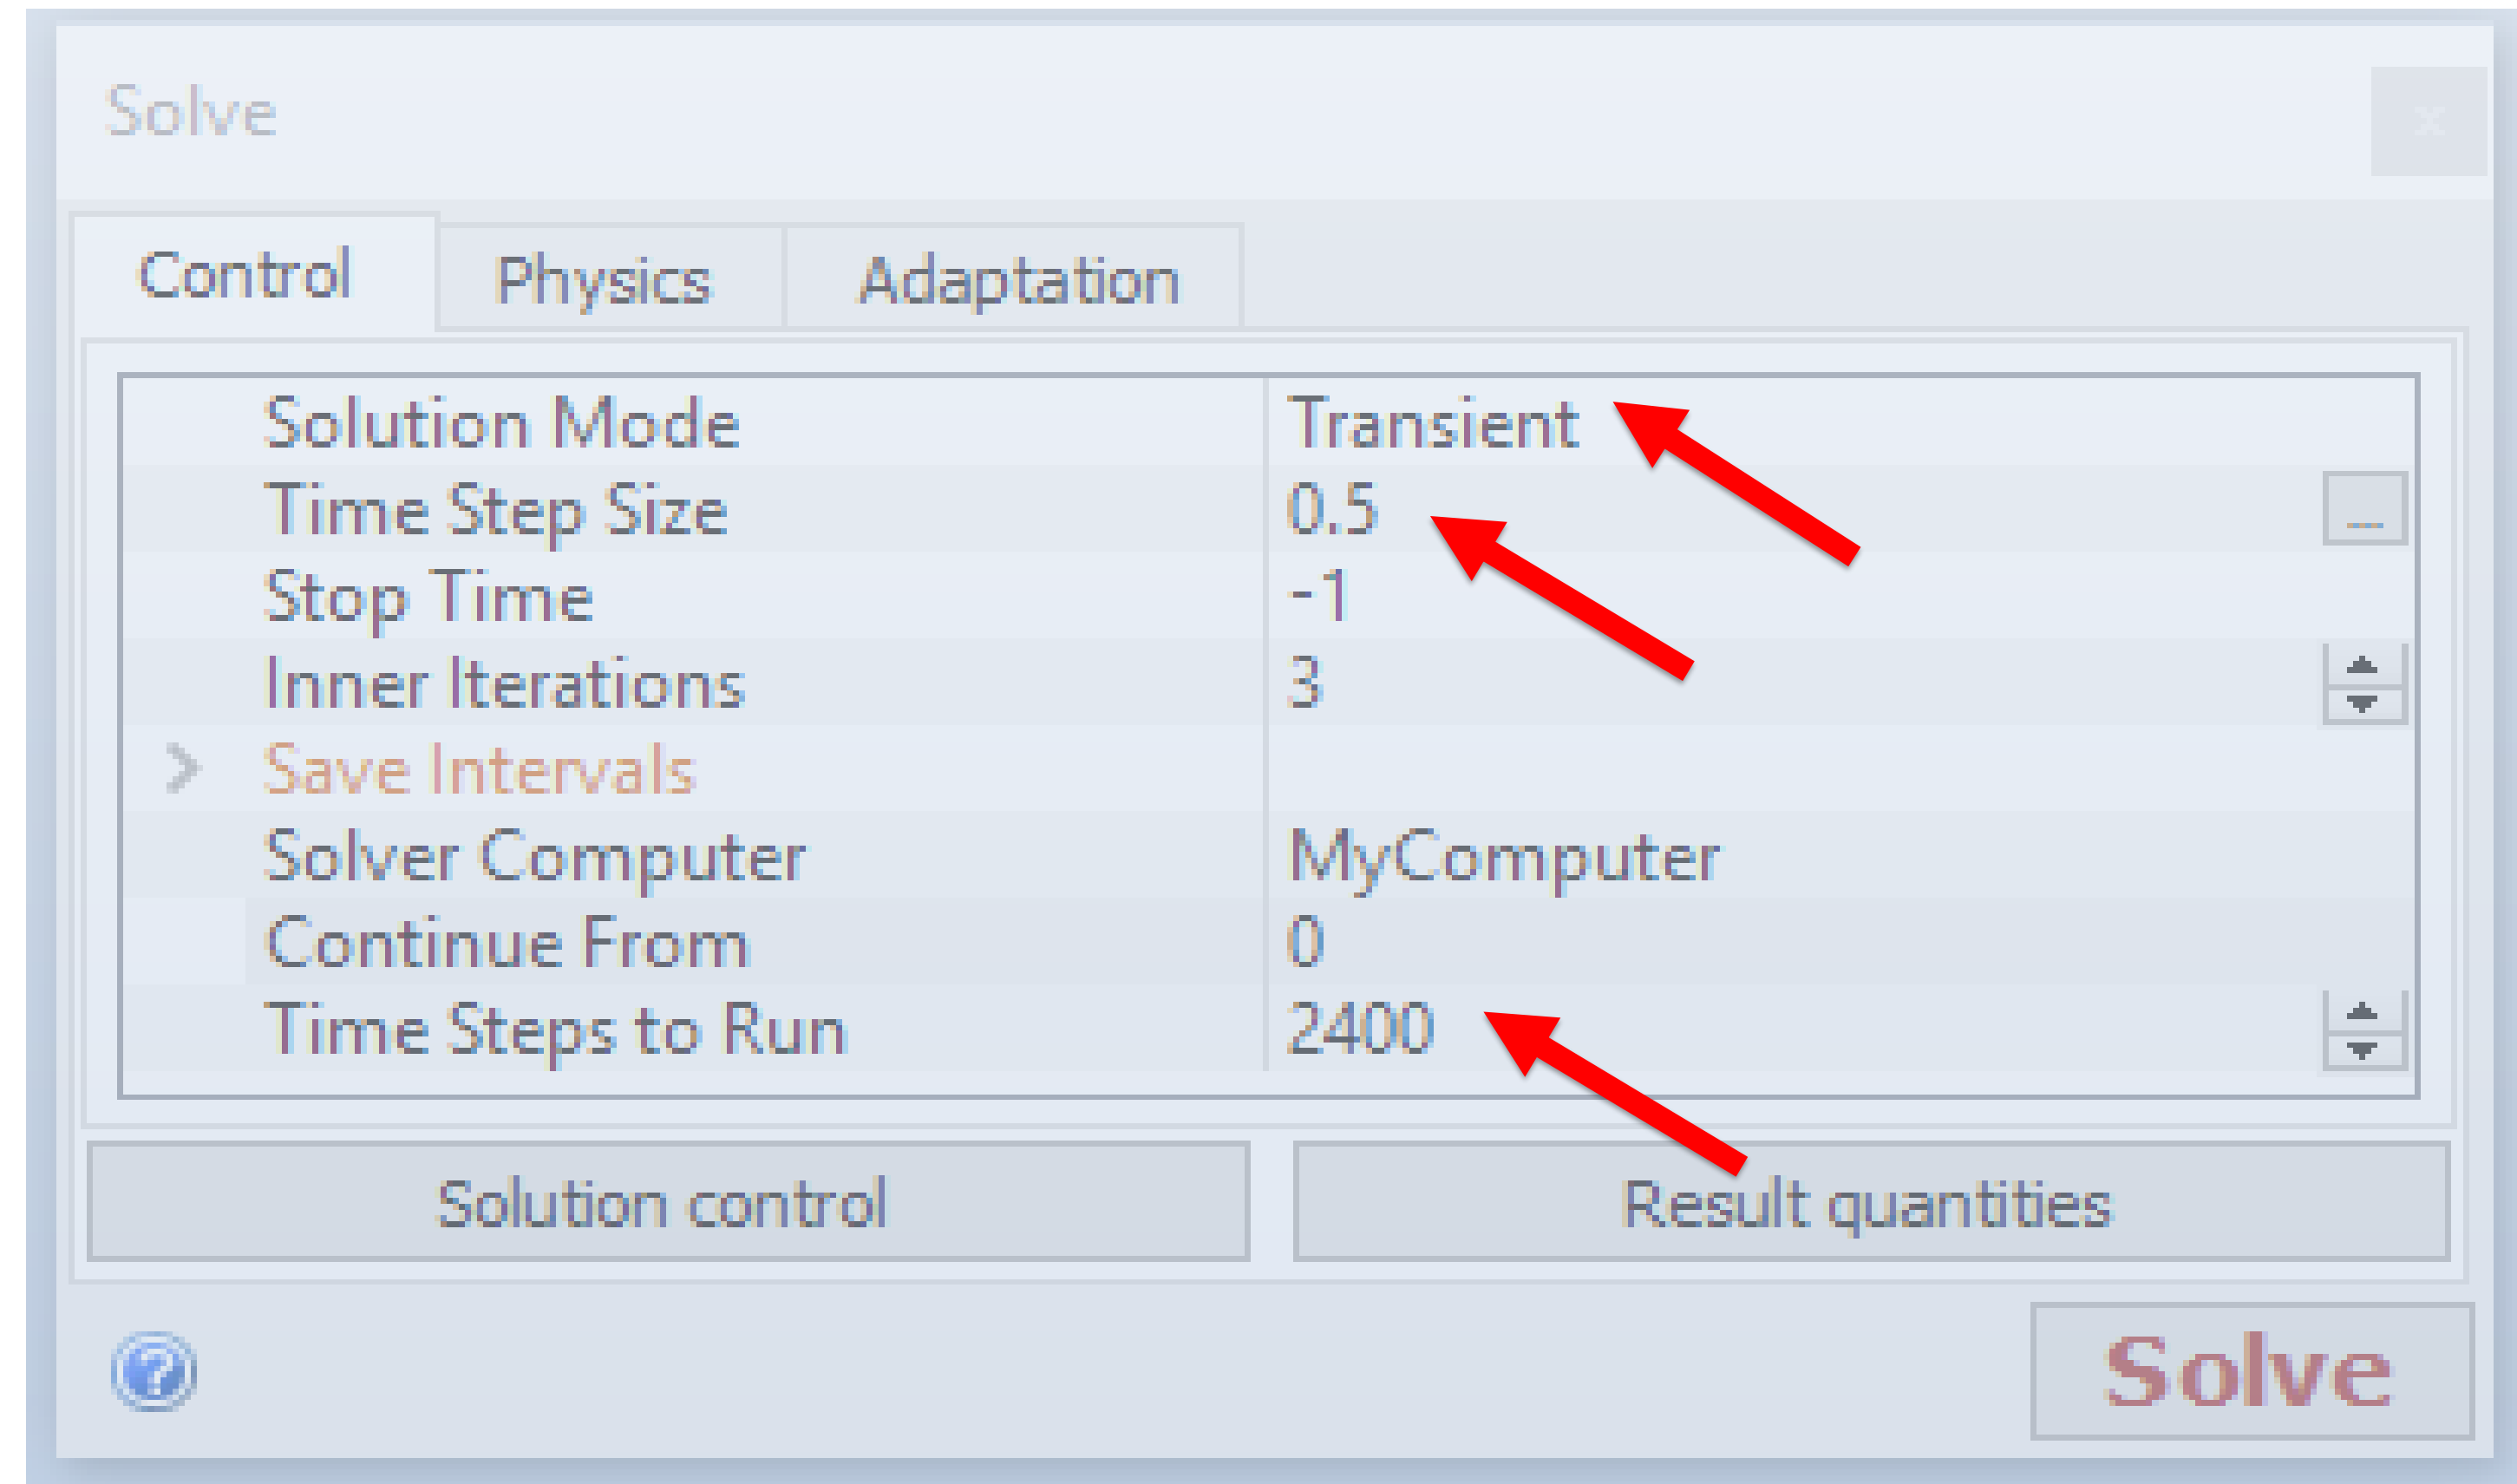 Solve
x
Control Physics Adaptation
Solution Mode Transient
Time Step Size 0.5 ...
Stop Time -1
Inner Iterations 3
> Save Intervals
Solver Computer MyComputer
Continue From 0
Time Steps to Run 2400
Solution control Result quantities
? Solve